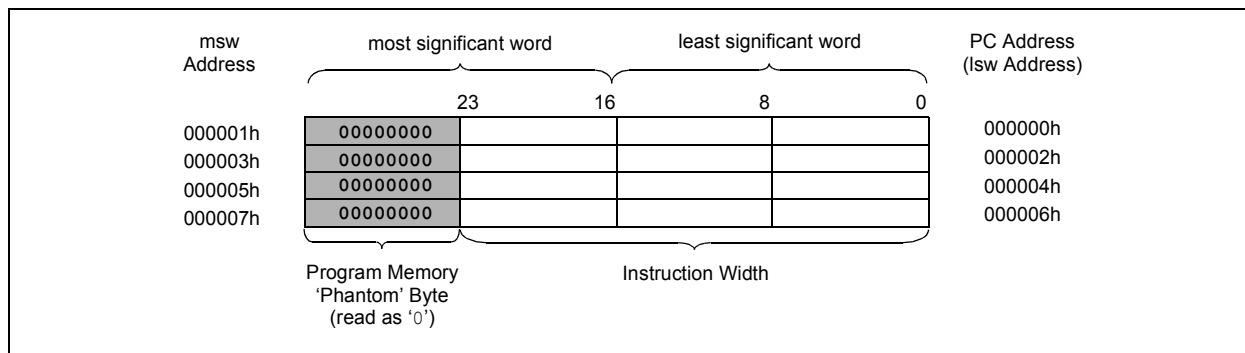 msw
Address
most significant word
least significant word
PC Address
(lsw Address)
23 16 8 0
000001h 00000000 000000h
000003h 00000000 000002h
000005h 00000000 000004h
000007h 00000000 000006h
Program Memory
‘Phantom’ Byte
(read as ‘0’)
Instruction Width